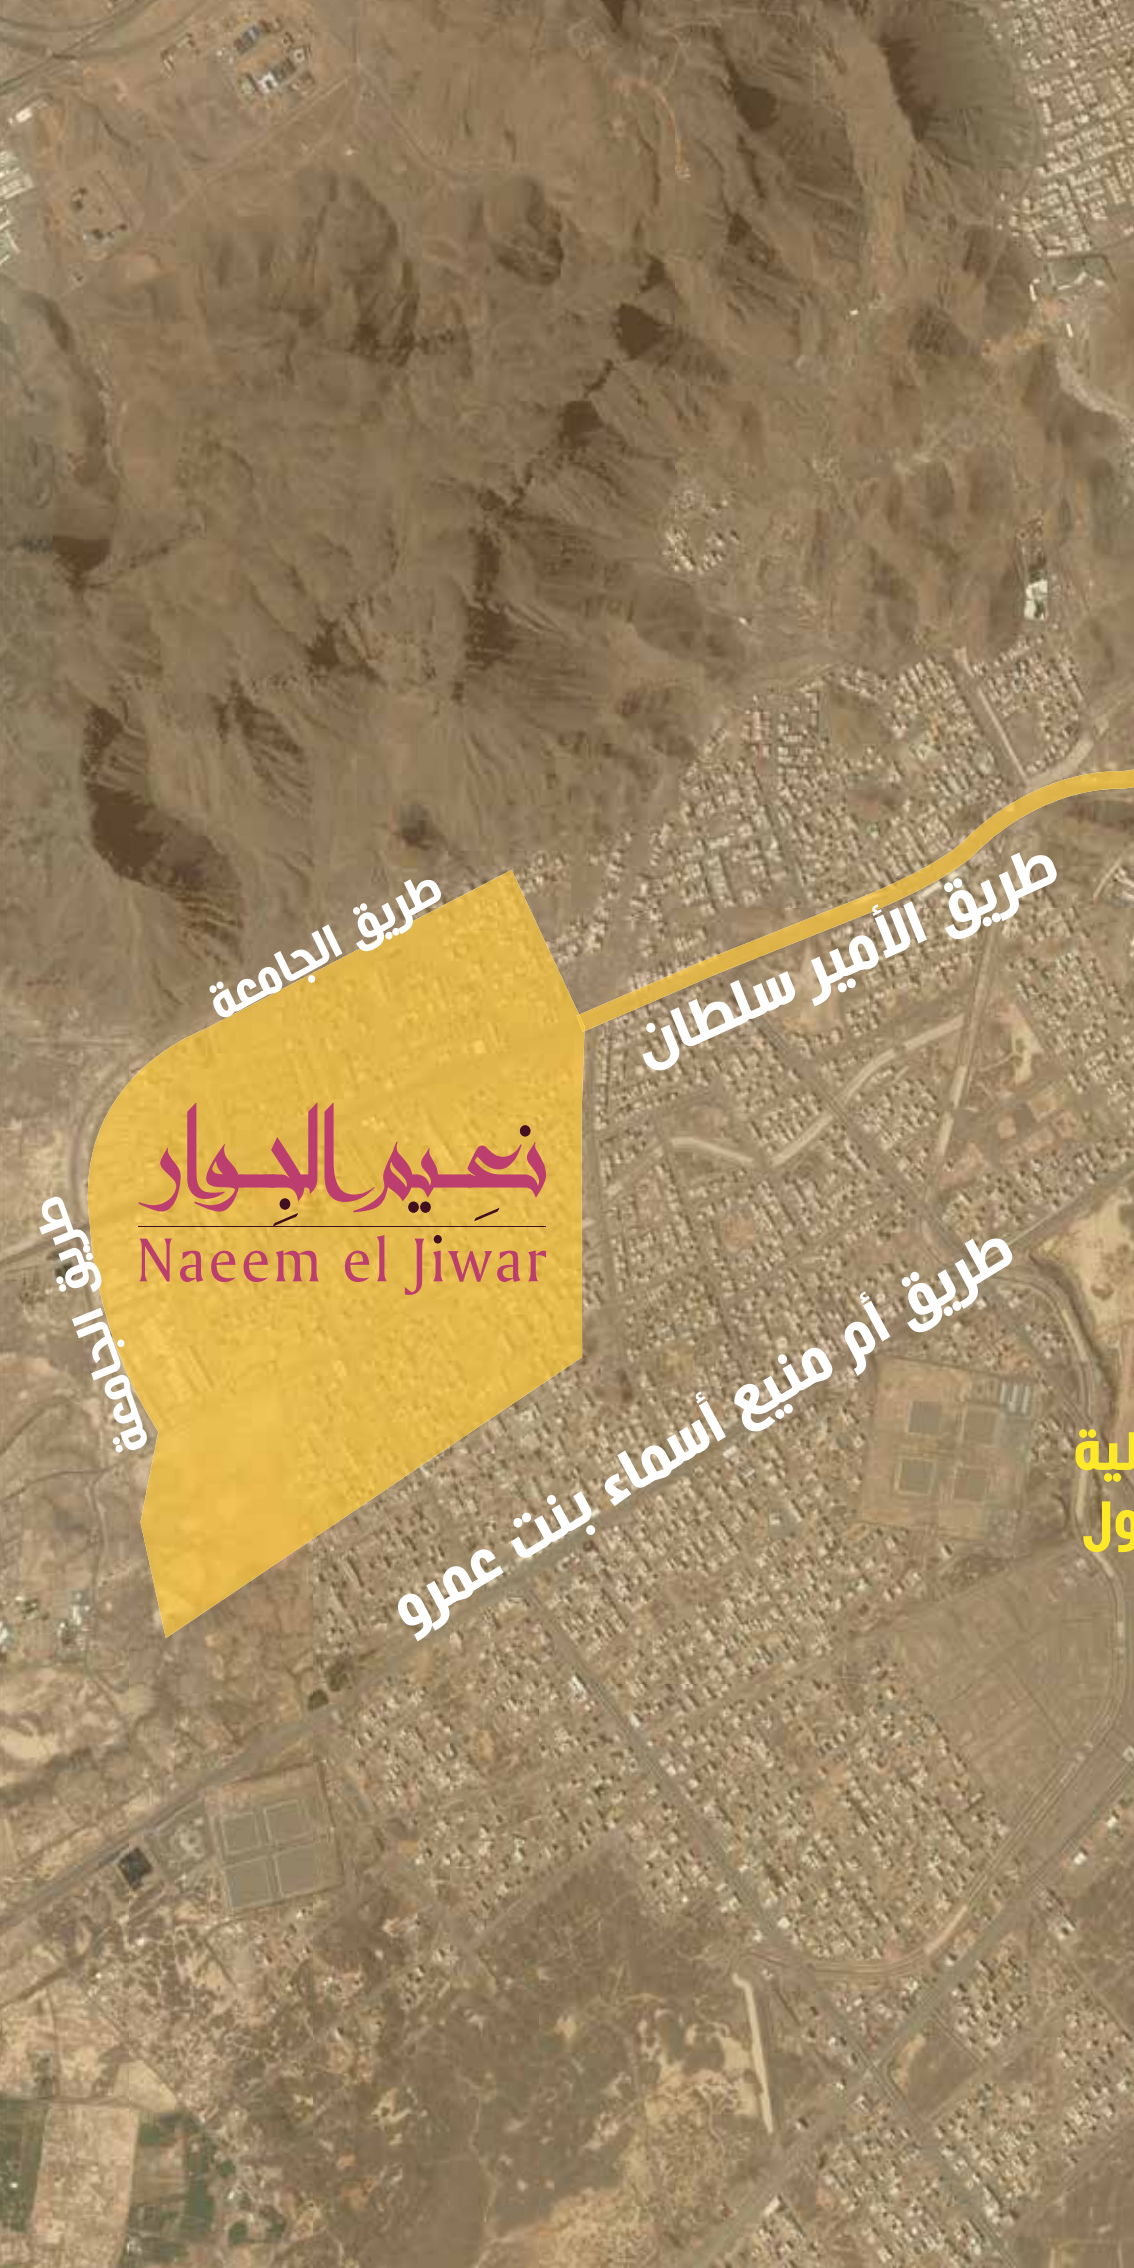 طريق الجامعة
طريق الأمير سلطان
نعيم الجوار
Naeem el Jiwar
طريق الجامعة
طريق أم منيع أسماء بنت عمرو